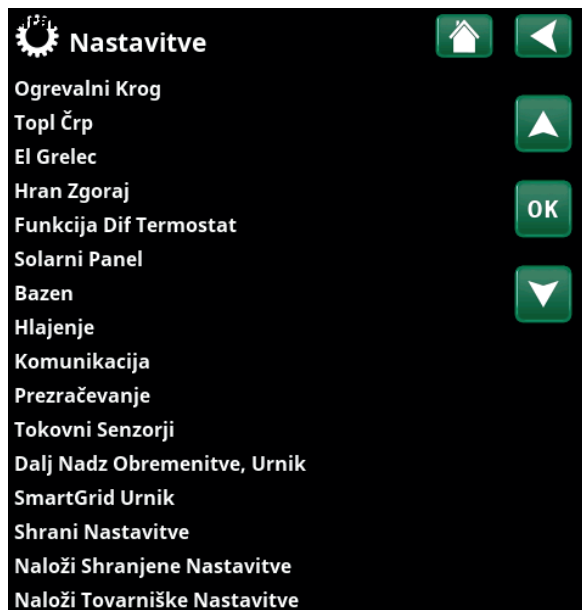 Nastavitve
Ogrevalni Krog
Topl Črp
El Grelec
Hran Zgoraj
OK
Funkcija Dif Termostat
Solarni Panel
Bazen
Hlajenje
Komunikacija
Prezračevanje
Tokovni Senzorji
Dalj Nadz Obremenitve, Urnik
SmartGrid Urnik
Shrani Nastavitve
Naloži Shranjene Nastavitve
Naloži Tovarniške Nastavitve